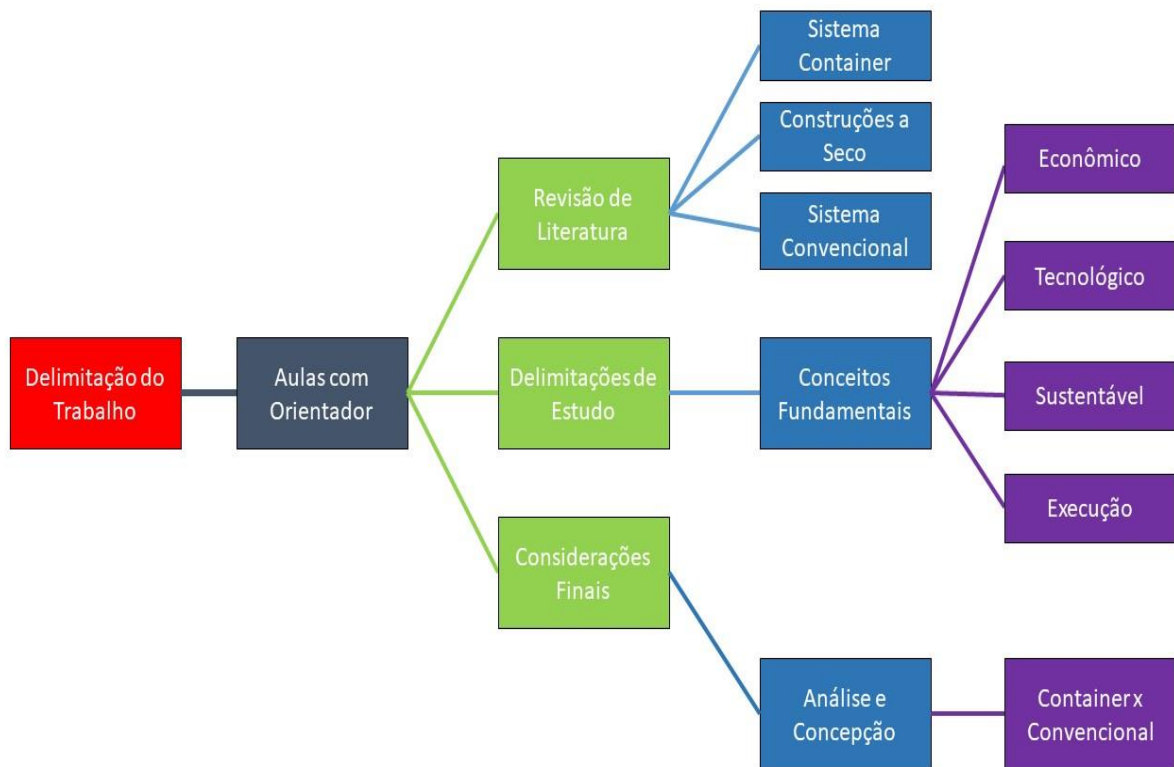 Delimitação do
Trabalho
Aulas com
Orientador
Revisão de
Literatura
Delimitações de
Estudo
Considerações
Finais
Sistema
Container
Construções a
Seco
Sistema
Convencional
Conceitos
Fundamentais
Análise e
Concepção
Econômico
Tecnológico
Sustentável
Execução
Container x
Convencional